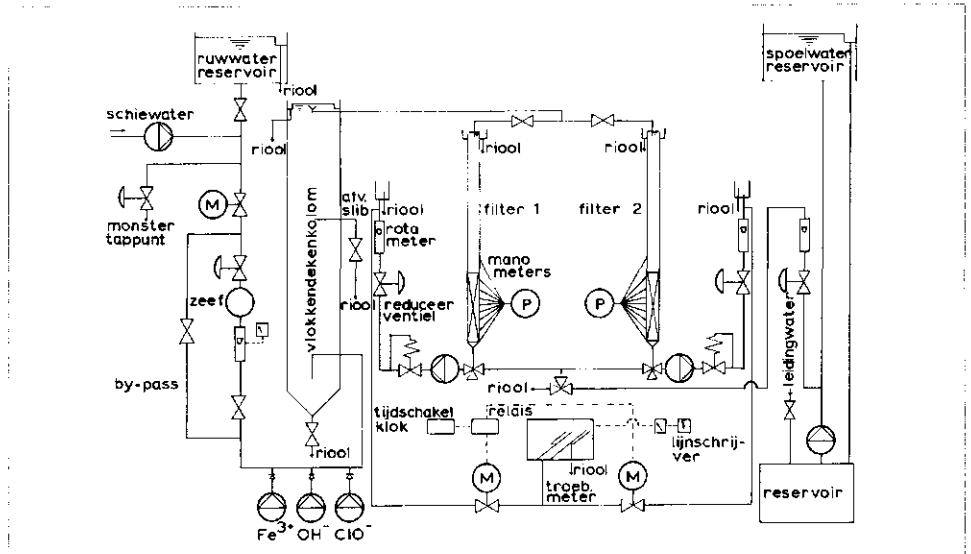 ruwwater
reservoir
riool
schiewater
riool
monster
tappunt
M
zeef
by-pass
vlokkendekenkolom
afv.
slib
riool
rota
meter
riool
reduceer
ventiel
riool
filter 1
riool
filter 2
mano
meters
P
P
riool
spoelwater
reservoir
leidingwater
riool
tijdschakel
klok
relais
M
riool
troeb.
meter
M
lijnschrij-
ver
reservoir
riool
Fe3+
OH-
ClO-